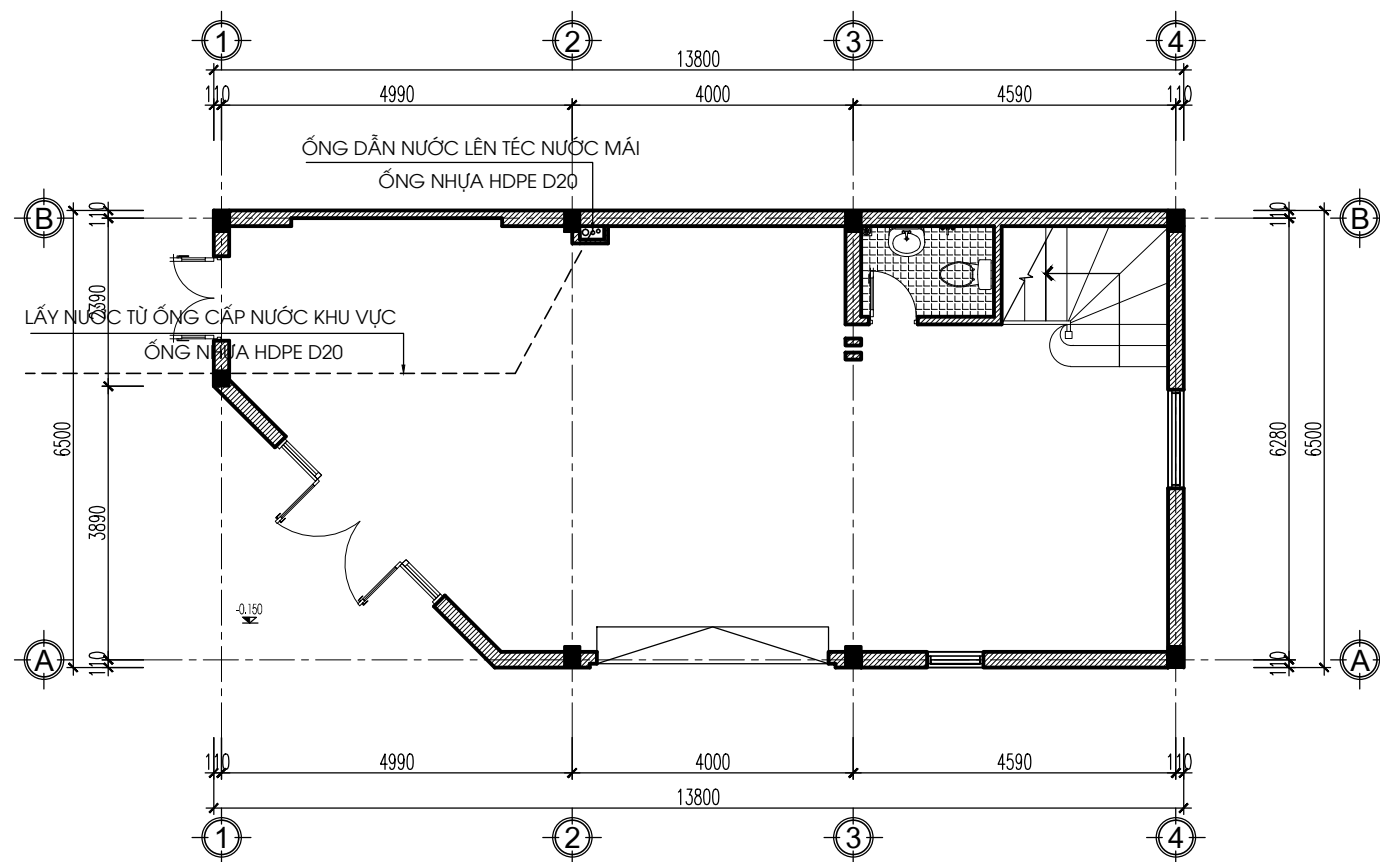 1 2 3 4
13800
110 4990 4000 4590 110
ỐNG DẪN NƯỚC LÊN TÉC NƯỚC MÁI
ỐNG NHỰA HDPE D20
B 110 110 B
2390
LẤY NƯỚC TỪ ỐNG CẤP NƯỚC KHU VỰC
ỐNG NHỰA HDPE D20
6500 3890 6280 6500
-0.150
A 110 110 A
110 4990 4000 4590 110
13800
1 2 3 4